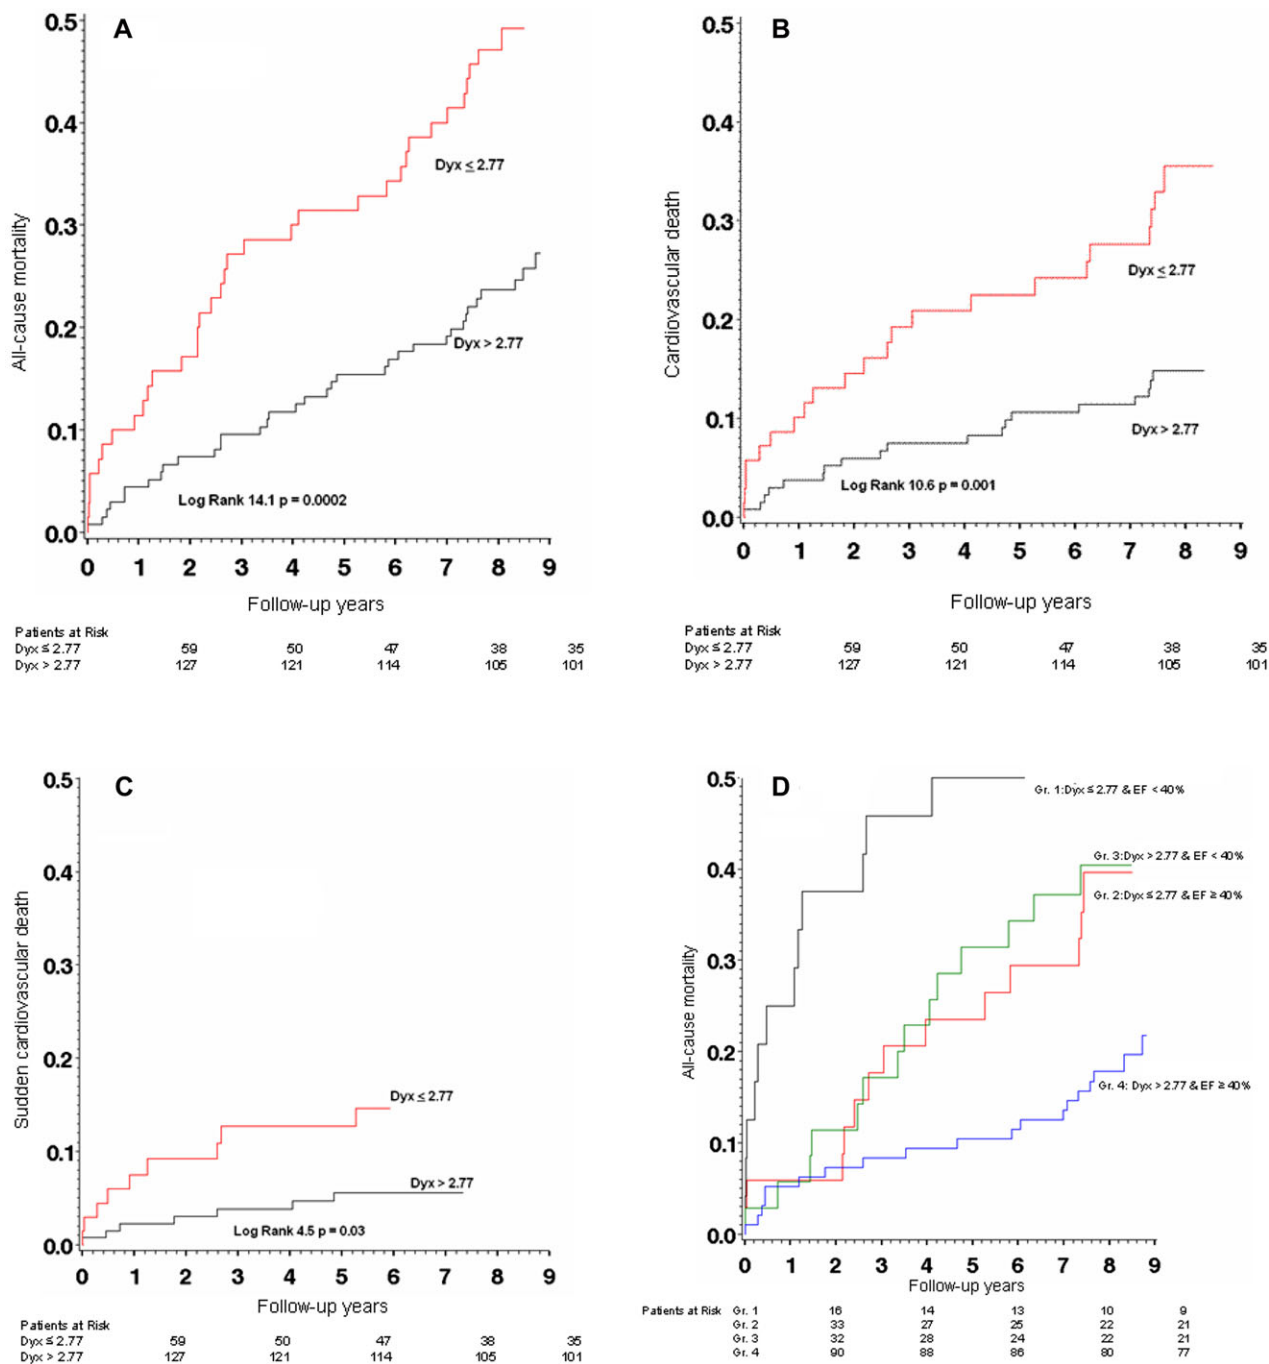 A
0.5
0.4
0.3
0.2
0.1
0.0
All-cause mortality
Dyx ≤ 2.77
Dyx > 2.77
Log Rank 14.1 p = 0.0002
0 1 2 3 4 5 6 7 8 9
Follow-up years
Patients at Risk
Dyx ≤ 2.77 59 50 47 38 35
Dyx > 2.77 127 121 114 105 101
B
0.5
0.4
0.3
0.2
0.1
0.0
Cardiovascular death
Dyx ≤ 2.77
Dyx > 2.77
Log Rank 10.6 p = 0.001
0 1 2 3 4 5 6 7 8 9
Follow-up years
Patients at Risk
Dyx ≤ 2.77 59 50 47 38 35
Dyx > 2.77 127 121 114 105 101
C
0.5
0.4
0.3
0.2
0.1
0.0
Sudden cardiovascular death
Dyx ≤ 2.77
Dyx > 2.77
Log Rank 4.5 p = 0.03
0 1 2 3 4 5 6 7 8 9
Follow-up years
Patients at Risk
Dyx ≤ 2.77 59 50 47 38 35
Dyx > 2.77 127 121 114 105 101
D
0.5
0.4
0.3
0.2
0.1
0.0
All-cause mortality
Gr. 1:Dyx ≤ 2.77 & EF < 40%
Gr. 3:Dyx > 2.77 & EF < 40%
Gr. 2:Dyx ≤ 2.77 & EF ≥ 40%
Gr. 4: Dyx > 2.77 & EF ≥ 40%
0 1 2 3 4 5 6 7 8 9
Follow-up years
Patients at Risk Gr. 1 16 14 13 10 9
Gr. 2 33 27 25 22 21
Gr. 3 32 28 24 22 21
Gr. 4 90 88 86 80 77